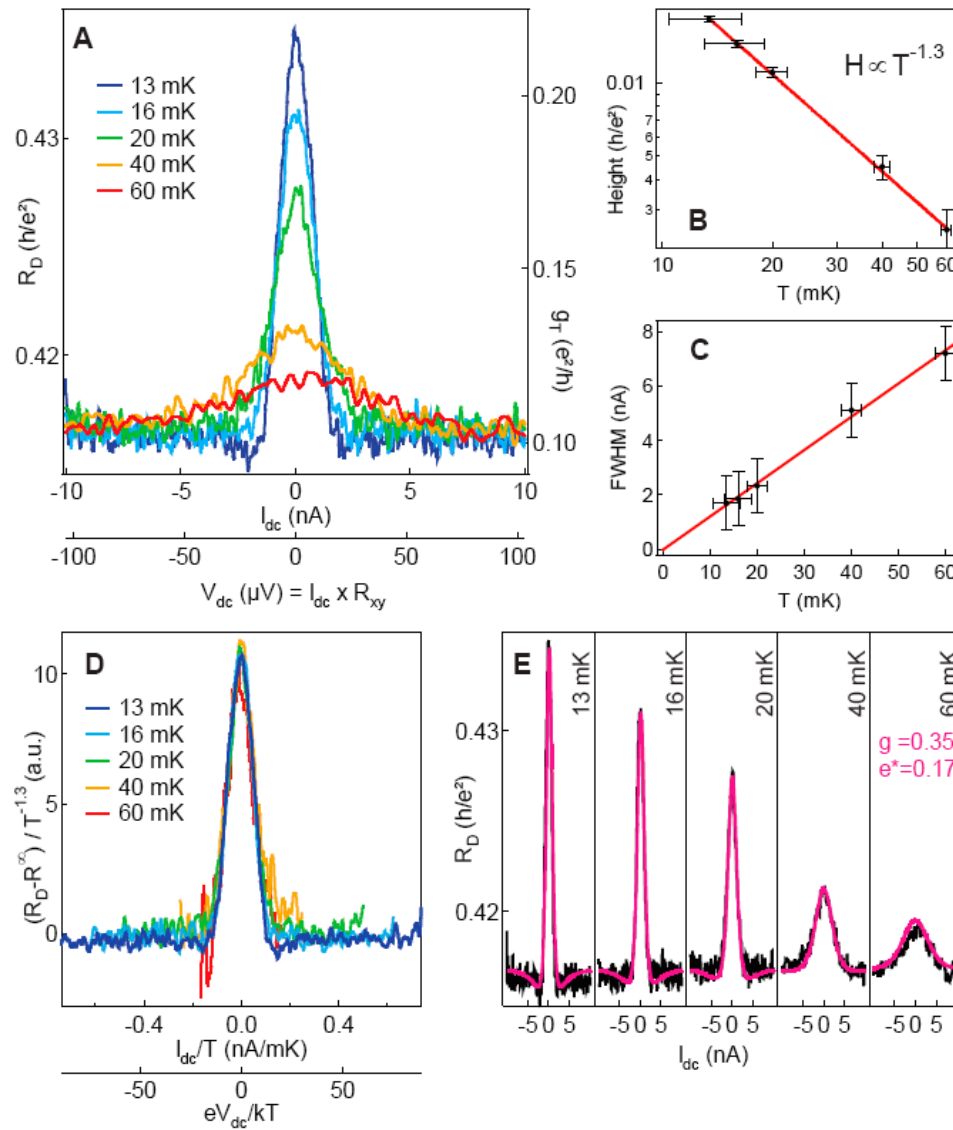 A
13 mK
16 mK
20 mK
40 mK
60 mK
0.43
0.42
R_D (h/e²)
0.20
0.15
0.10
g_T (e²/h)
-10 -5 0 5 10
I_dc (nA)
-100 -50 0 50 100
V_dc (µV) = I_dc x R_xy
B
H∝T^-1.3
0.01
7
6
5
4
3
Height (h/e²)
10 20 30 40 50 60
T (mK)
C
8
6
4
2
0
FWHM (nA)
0 10 20 30 40 50 60
T (mK)
D
13 mK
16 mK
20 mK
40 mK
60 mK
10
5
0
(R_D-R^∞) / T^-1.3 (a.u.)
-0.4 0.0 0.4
I_dc/T (nA/mK)
-50 0 50
eV_dc/kT
E
13 mK
16 mK
20 mK
40 mK
60 mK
g =0.35
e*=0.17
0.43
0.42
R_D (h/e²)
-5 0 5 -5 0 5 -5 0 5 -5 0 5 -5 0 5
I_dc (nA)